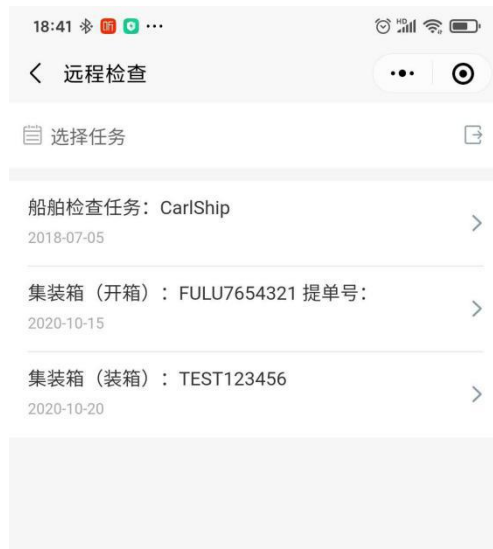 18:41 听 ···
HD
远程检查
选择任务
船舶检查任务：CarlShip
2018-07-05
集装箱（开箱）：FULU7654321 提单号：
2020-10-15
集装箱（装箱）：TEST123456
2020-10-20